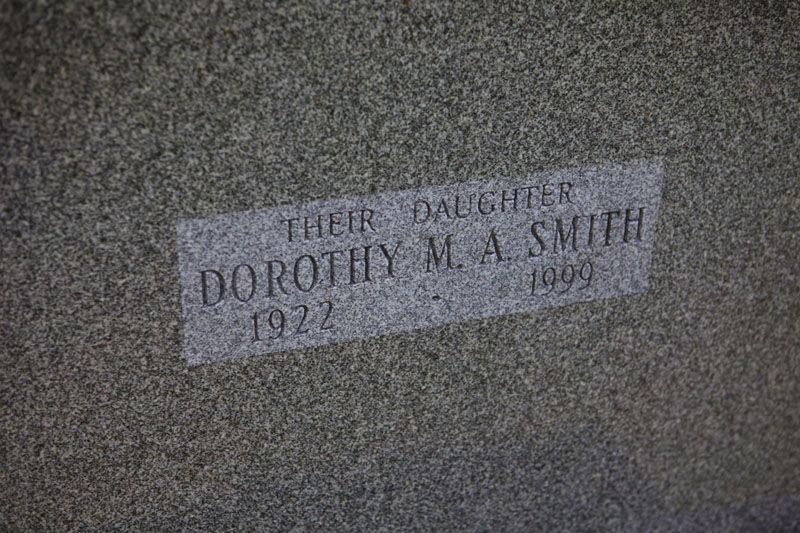 THEIR DAUGHTER
DOROTHY M. A. SMITH
1922 - 1999